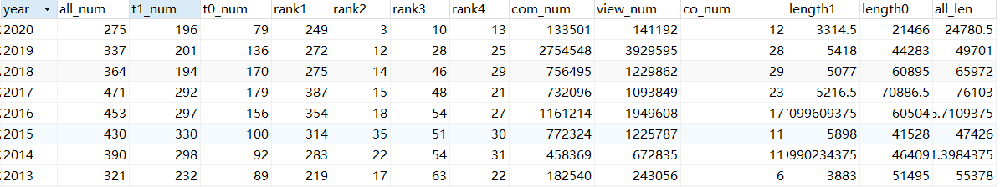 year all_num t1_num t0_num rank1 rank2 rank3 rank4 com_num view_num co_num length1 length0 all_len
2020 275 196 79 249 3 10 13 133501 141192 12 3314.5 21466 24780.5
2019 337 201 136 272 12 28 25 2754548 3929595 28 5418 44283 49701
2018 364 194 170 275 14 46 29 756495 1229862 29 5077 60895 65972
2017 471 292 179 387 15 48 21 732096 1093849 23 5216.5 70886.5 76103
2016 453 297 156 354 18 54 27 1161214 1949608 17 7099609375 60504 5.7109375
2015 430 330 100 314 35 51 30 772324 1225787 11 5898 41528 47426
2014 390 298 92 283 22 54 31 458369 672835 11 9990234375 46409 1.3984375
2013 321 232 89 219 17 63 22 182540 243056 6 3883 51495 55378